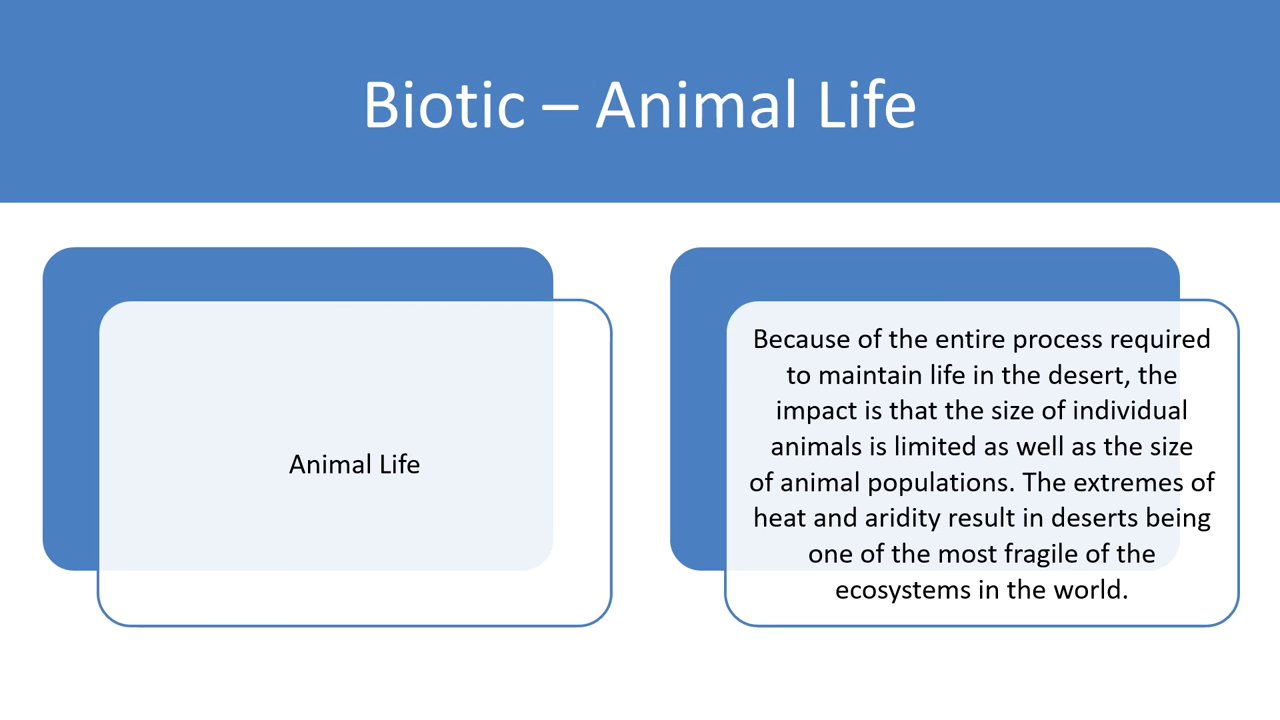 Biotic – Animal Life
Animal Life
Because of the entire process required
to maintain life in the desert, the
impact is that the size of individual
animals is limited as well as the size
of animal populations. The extremes of
heat and aridity result in deserts being
one of the most fragile of the
ecosystems in the world.